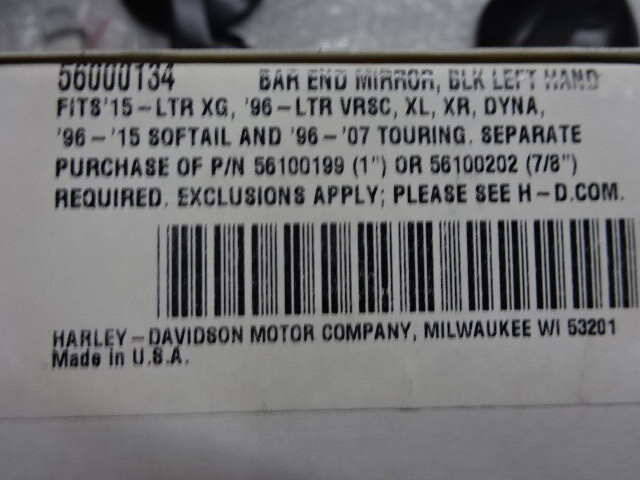 56000134 BAR END MIRROR, BLK LEFT HAND
FITS '15-LTR XG, '96-LTR VRSC, XL, XR, DYNA,
'96-'15 SOFTAIL AND '96-'07 TOURING. SEPARATE
PURCHASE OF P/N 56100199 (1") OR 56100202 (7/8")
REQUIRED. EXCLUSIONS APPLY; PLEASE SEE H-D.COM.
HARLEY-DAVIDSON MOTOR COMPANY, MILWAUKEE WI 53201
Made in U.S.A.